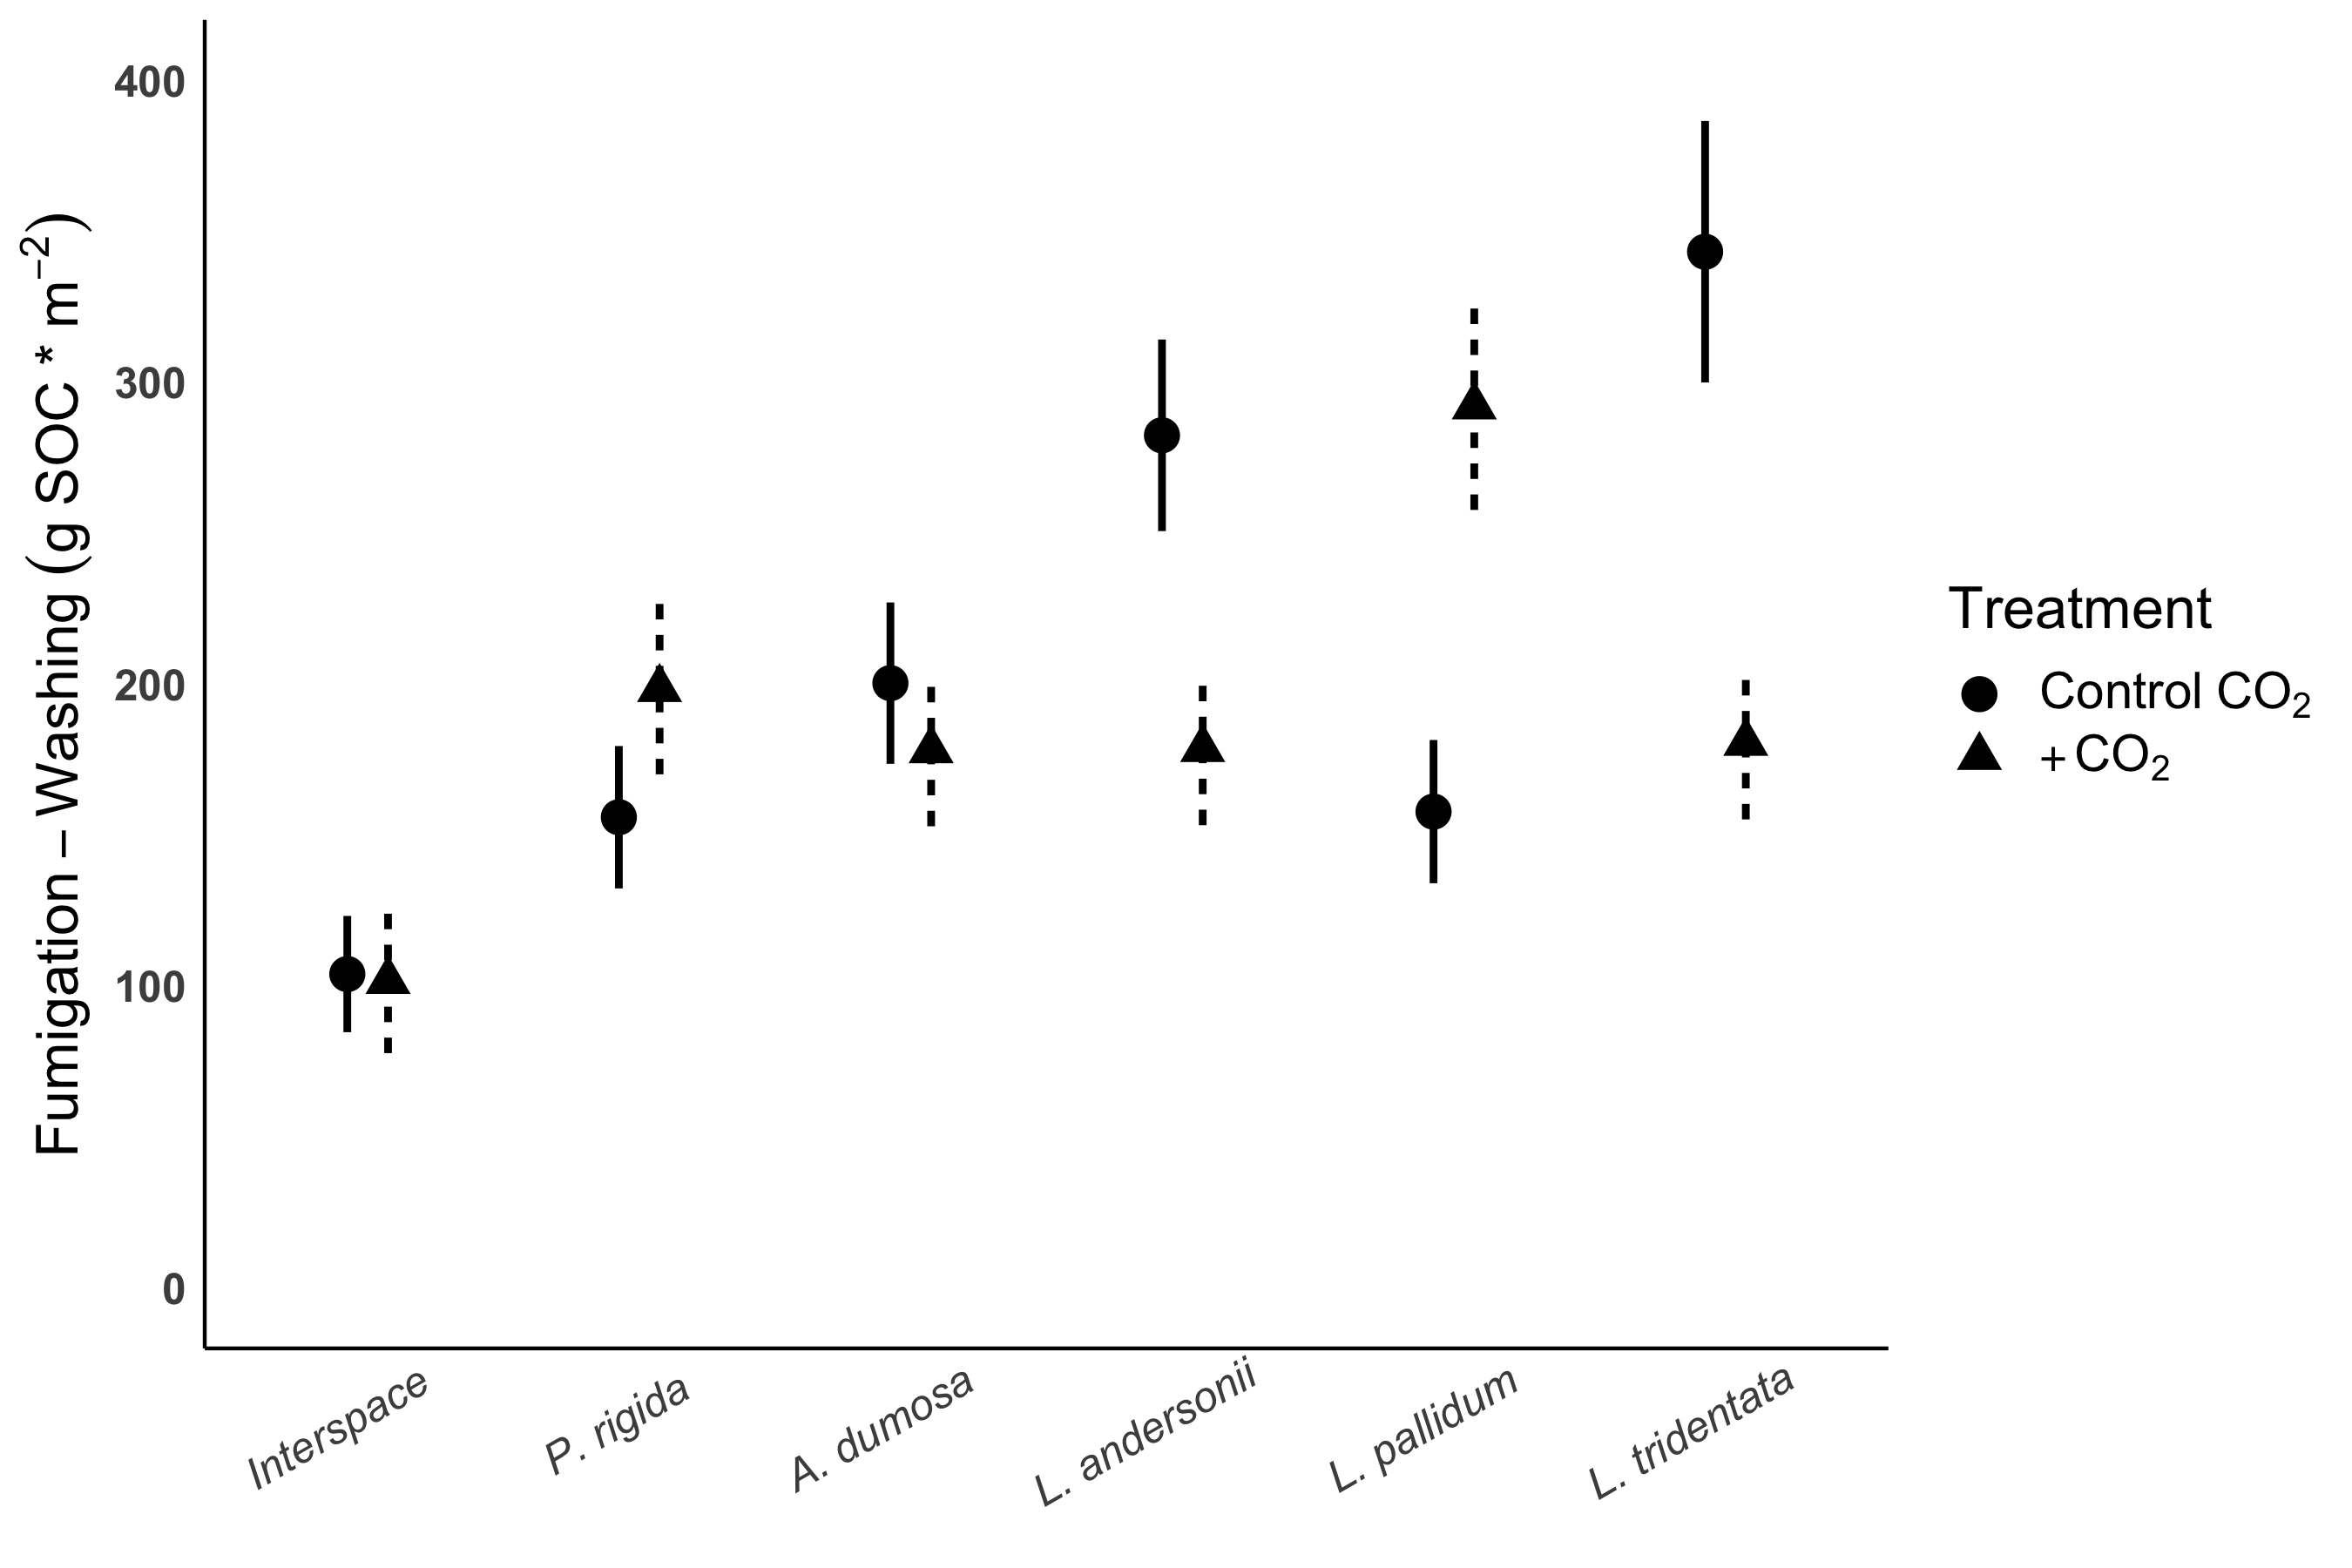 Fumigation – Washing (g SOC * m⁻²)
400
300
200
100
0
Interspace
P. rigida
A. dumosa
L. andersonii
L. pallidum
L. tridentata
Treatment
Control CO₂
+ CO₂